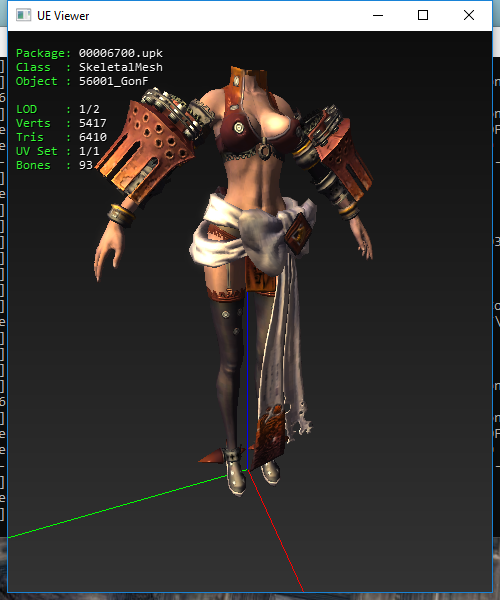 UE Viewer
Package: 00006700.upk
Class : SkeletalMesh
Object : 56001_GonF
LOD : 1/2
Verts : 5417
Tris : 6410
UV Set : 1/1
Bones : 93